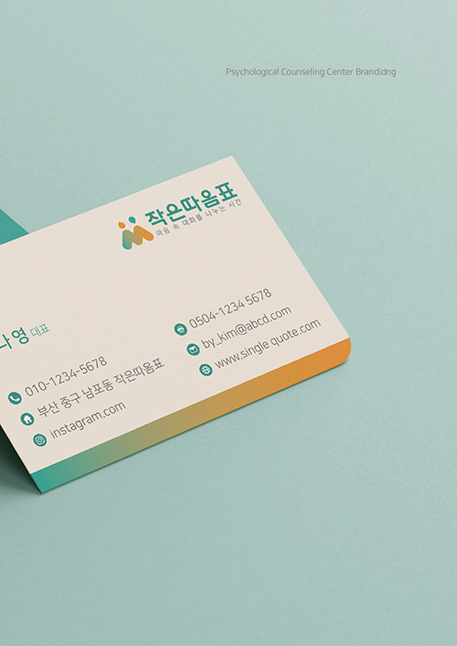 Psychological Counseling Center Brandidng
작은따옴표
마음 속 대화를 나누는 시간
나영 대표
010-1234-5678
부산 중구 남포동 작은따옴표
instagram.com
0504-1234 5678
by_kim@abcd.com
www.single quote.com